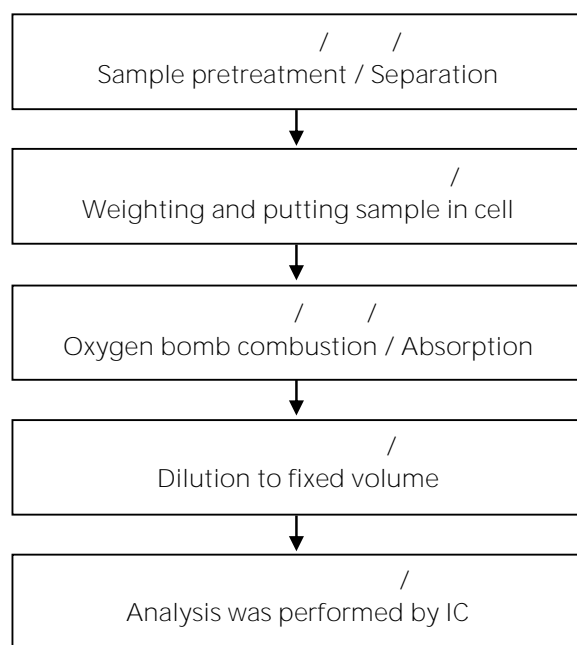 / /
Sample pretreatment / Separation
/
Weighting and putting sample in cell
/ /
Oxygen bomb combustion / Absorption
/
Dilution to fixed volume
/
Analysis was performed by IC